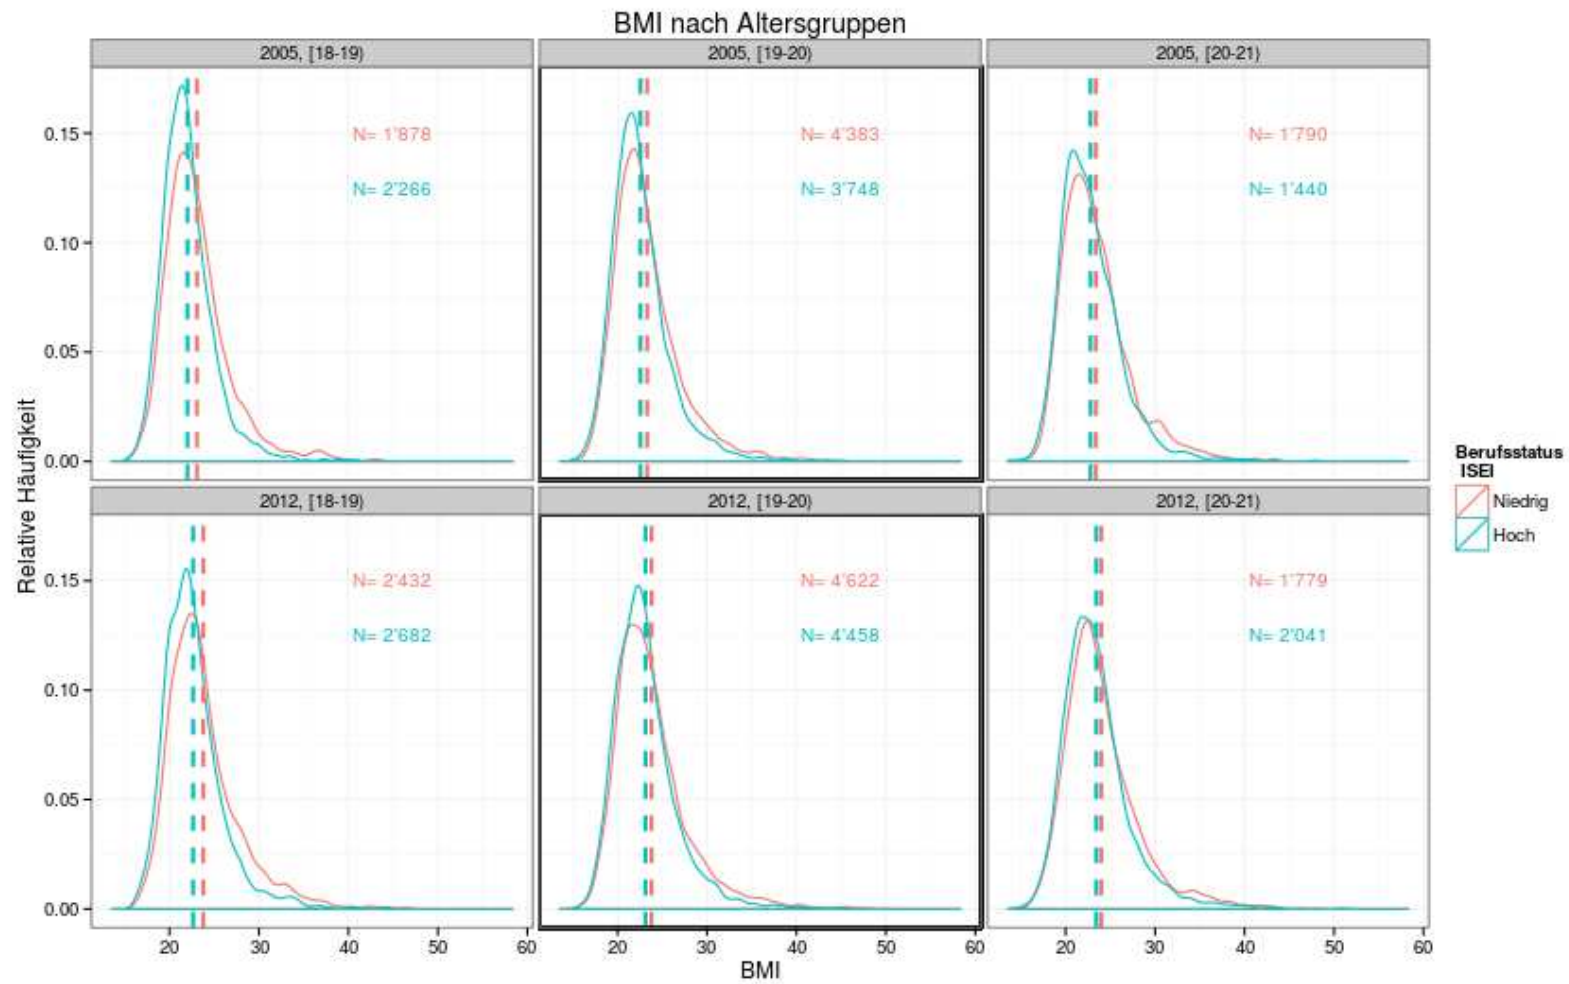 BMI nach Altersgruppen
2005, [18-19)
2005, [19-20)
2005, [20-21)
0.15
0.10
0.05
0.00
N= 1'878
N= 2'266
N= 4'383
N= 3'748
N= 1'790
N= 1'440
Relative Häufigkeit
2012, [18-19)
2012, [19-20)
2012, [20-21)
0.15
0.10
0.05
0.00
N= 2'432
N= 2'682
N= 4'622
N= 4'458
N= 1'779
N= 2'041
20 30 40 50 60
20 30 40 50 60
20 30 40 50 60
BMI
Berufsstatus
ISEI
Niedrig
Hoch